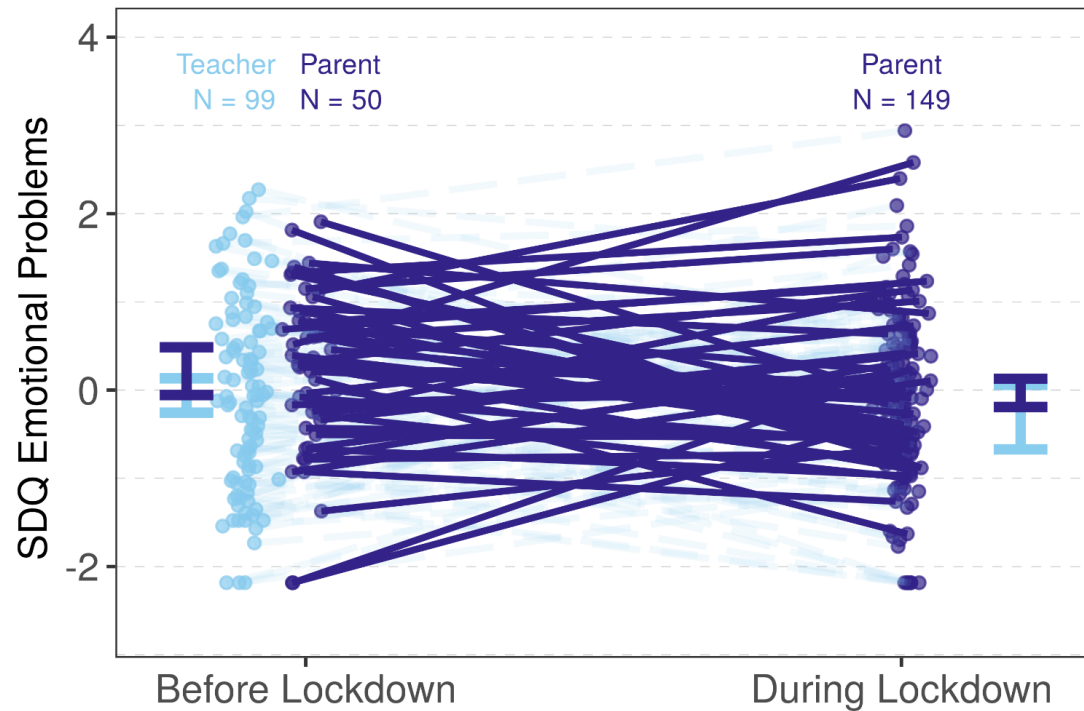 4
Teacher
N = 99
Parent
N = 50
Parent
N = 149
2
0
-2
SDQ Emotional Problems
Before Lockdown
During Lockdown